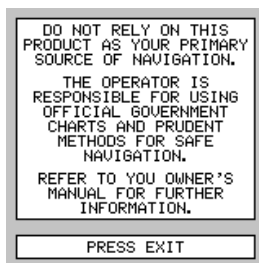 DO NOT RELY ON THIS
PRODUCT AS YOUR PRIMARY
SOURCE OF NAVIGATION.
THE OPERATOR IS
RESPONSIBLE FOR USING
OFFICIAL GOVERNMENT
CHARTS AND PRUDENT
METHODS FOR SAFE
NAVIGATION.
REFER TO YOU OWNER'S
MANUAL FOR FURTHER
INFORMATION.
PRESS EXIT